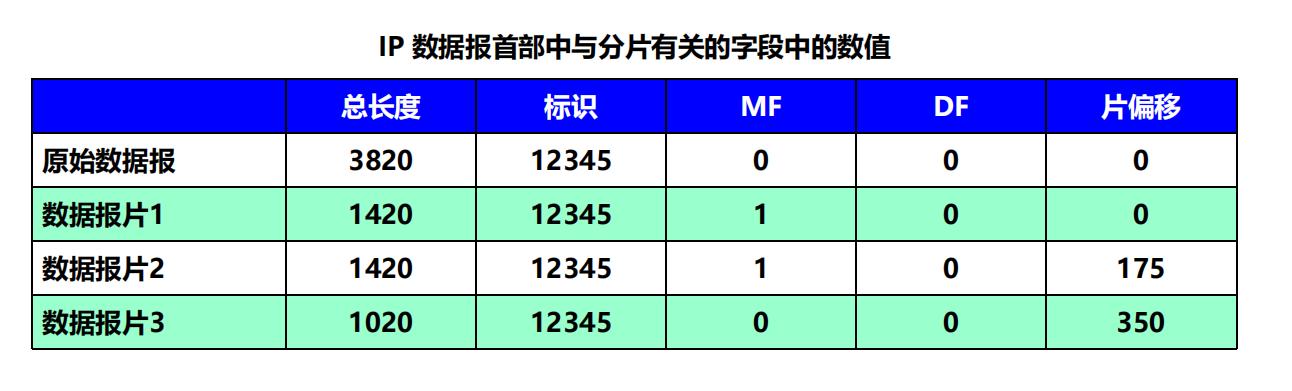 IP 数据报首部中与分片有关的字段中的数值
总长度 标识 MF DF 片偏移
原始数据报 3820 12345 0 0 0
数据报片1 1420 12345 1 0 0
数据报片2 1420 12345 1 0 175
数据报片3 1020 12345 0 0 350